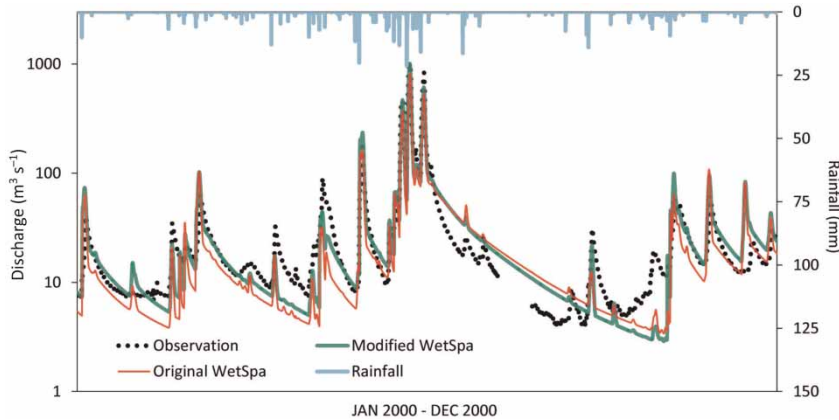 0
1000
25
50
100
75
10
100
125
1
150
Discharge (m³ s⁻¹)
Rainfall (mm)
Observation
Modified WetSpa
Original WetSpa
Rainfall
JAN 2000 - DEC 2000